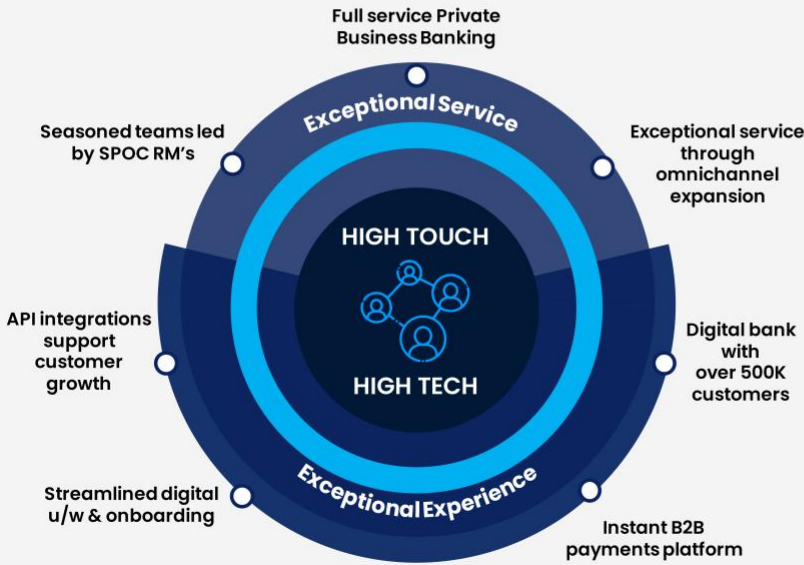 Full service Private
Business Banking
Exceptional Service
Seasoned teams led
by SPOC RM's
Exceptional service
through
omnichannel
expansion
HIGH TOUCH
HIGH TECH
API integrations
support
customer
growth
Digital bank
with
over 500K
customers
Exceptional Experience
Streamlined digital
u/w & onboarding
Instant B2B
payments platform